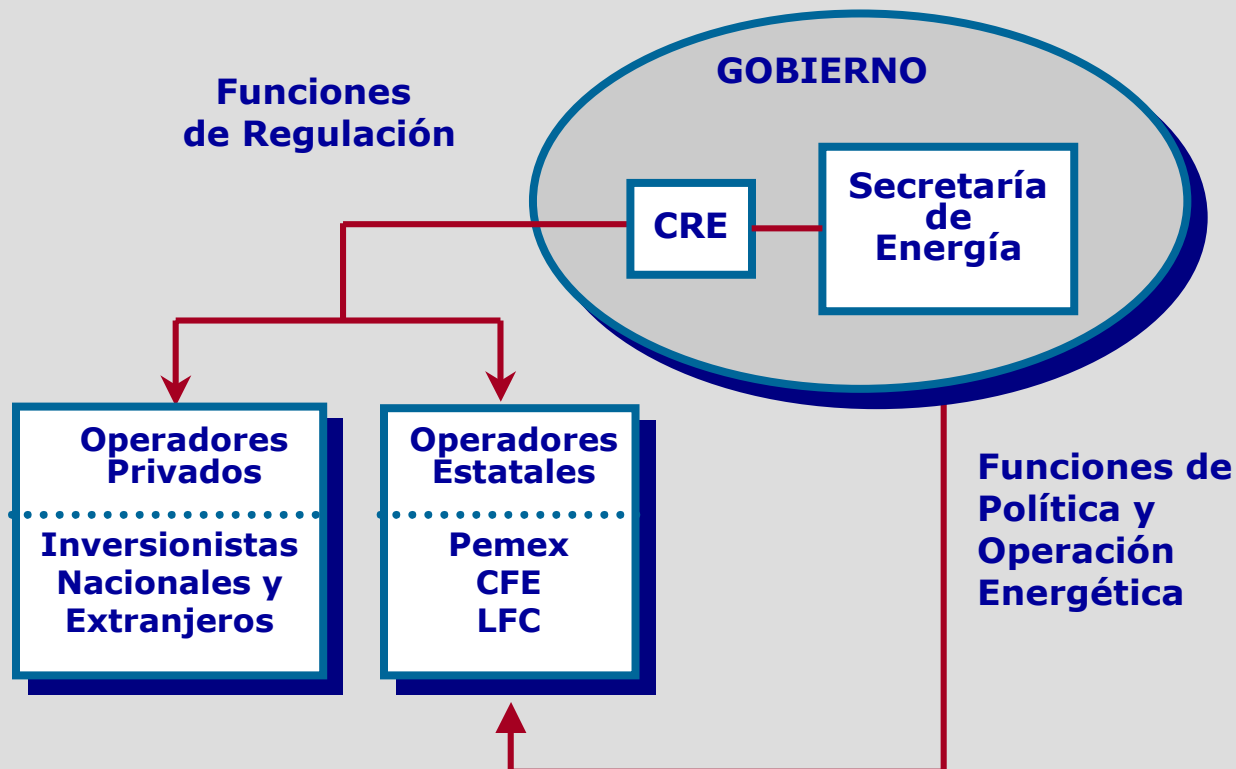 Funciones
de Regulación
GOBIERNO
CRE
Secretaría
de
Energía
Operadores
Privados
Inversionistas
Nacionales y
Extranjeros
Operadores
Estatales
Pemex
CFE
LFC
Funciones de
Política y
Operación
Energética